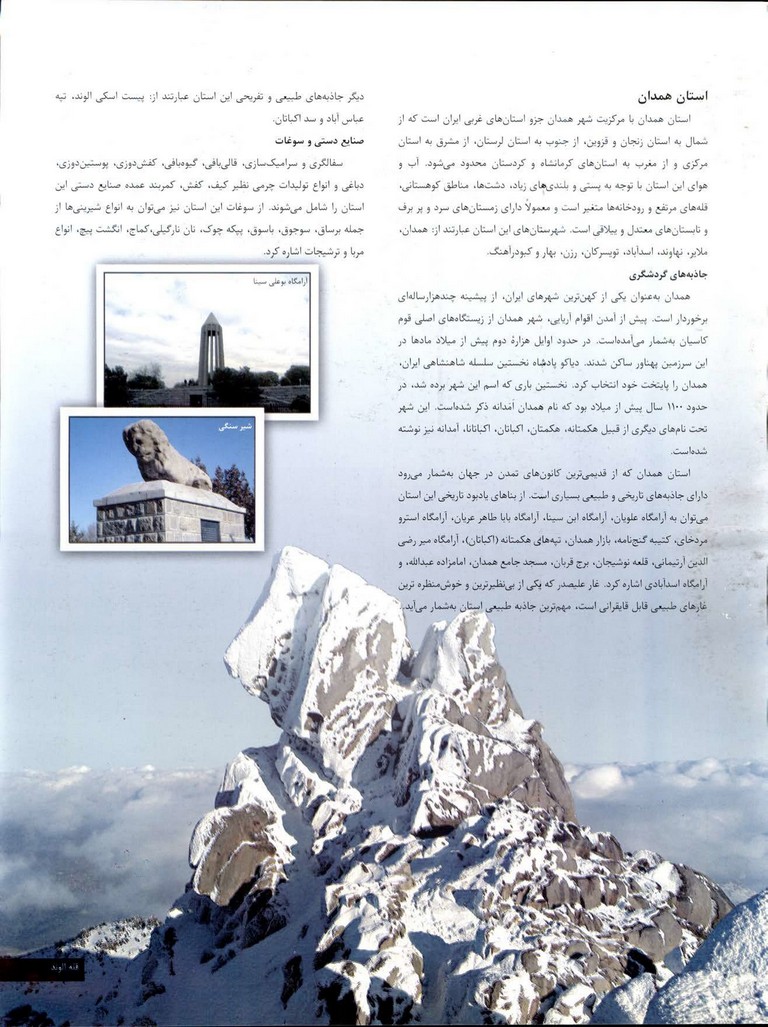 استان همدان
استان همدان با مرکزیت شهر همدان جزو استان‌های غربی ایران است که از
شمال به استان زنجان و قزوین، از جنوب به استان لرستان، از مشرق به استان
مرکزی و از مغرب به استان‌های کرمانشاه و کردستان محدود می‌شود. آب و
هوای این استان با توجه به پستی و بلندی‌های زیاد، دشت‌ها، مناطق کوهستانی،
قله‌های مرتفع و رودخانه‌ها متغیر است و معمولاً دارای زمستان‌های سرد و پر برف
و تابستان‌های معتدل و ییلاقی است. شهرستان‌های این استان عبارتند از: همدان،
ملایر، نهاوند، اسدآباد، تویسرکان، رزن، بهار و کبودرآهنگ.
جاذبه‌های گردشگری
همدان به‌عنوان یکی از کهن‌ترین شهرهای ایران، از پیشینه چندهزارساله‌ای
برخوردار است. پیش از آمدن اقوام آریایی، شهر همدان از زیستگاه‌های اصلی قوم
کاسیان به‌شمار می‌آمده‌است. در حدود اوایل هزارهٔ دوم پیش از میلاد مادها در
این سرزمین پهناور ساکن شدند. دیاکو پادشاه نخستین سلسله شاهنشاهی ایران،
همدان را پایتخت خود انتخاب کرد. نخستین باری که اسم این شهر برده شد، در
حدود ۱۱۰۰ سال پیش از میلاد بود که نام همدان آمدانه ذکر شده‌است. این شهر
تحت نام‌های دیگری از قبیل هکمتانه، هکمتان، اکباتان، اکباتانا، آمدانه نیز نوشته
شده‌است.
استان همدان که از قدیمی‌ترین کانون‌های تمدن در جهان به‌شمار می‌رود
دارای جاذبه‌های تاریخی و طبیعی بسیاری است. از بناهای یادبود تاریخی این استان
می‌توان به آرامگاه علویان، آرامگاه ابن سینا، آرامگاه بابا طاهر عریان، آرامگاه استرو
مردخای، کتیبه گنج‌نامه، بازار همدان، تپه‌های هکمتانه (اکباتان)، آرامگاه میر رضی
الدین آرتیمانی، قلعه نوشیجان، برج قربان، مسجد جامع همدان، امامزاده عبدالله، و
آرامگاه اسدآبادی اشاره کرد. غار علیصدر که یکی از بی‌نظیرترین و خوش‌منظره ترین
غارهای طبیعی قابل قایقرانی است، مهم‌ترین جاذبه طبیعی استان به‌شمار می‌آید.
دیگر جاذبه‌های طبیعی و تفریحی این استان عبارتند از: پیست اسکی الوند، تپه
عباس آباد و سد اکباتان.
صنایع دستی و سوغات
سفالگری و سرامیک‌سازی، قالی‌بافی، گیوه‌بافی، کفش‌دوزی، پوستین‌دوزی،
دباغی و انواع تولیدات چرمی نظیر کیف، کفش، کمربند عمده صنایع دستی این
استان را شامل می‌شوند. از سوغات این استان نیز می‌توان به انواع شیرینی‌ها از
جمله برساق، سوجوق، باسوق، پیکه چوک، نان نارگیلی،کماج، انگشت پیچ، انواع
مربا و ترشیجات اشاره کرد.
آرامگاه بوعلی سینا
شیر سنگی
قله الوند